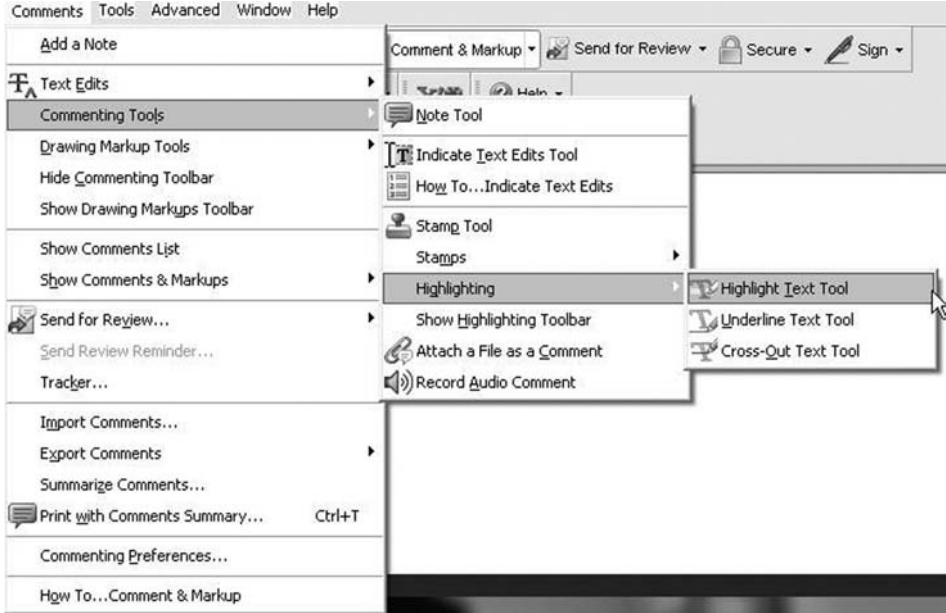 Comments Tools Advanced Window Help
Comment & Markup Send for Review Secure Sign
Help
Add a Note
Text Edits
Commenting Tools
Drawing Markup Tools
Hide Commenting Toolbar
Show Drawing Markups Toolbar
Show Comments List
Show Comments & Markups
Send for Review...
Send Review Reminder...
Tracker...
Import Comments...
Export Comments
Summarize Comments...
Print with Comments Summary... Ctrl+T
Commenting Preferences...
How To...Comment & Markup
Note Tool
Indicate Text Edits Tool
How To...Indicate Text Edits
Stamp Tool
Stamps
Highlighting
Show Highlighting Toolbar
Attach a File as a Comment
Record Audio Comment
Highlight Text Tool
Underline Text Tool
Cross-Out Text Tool